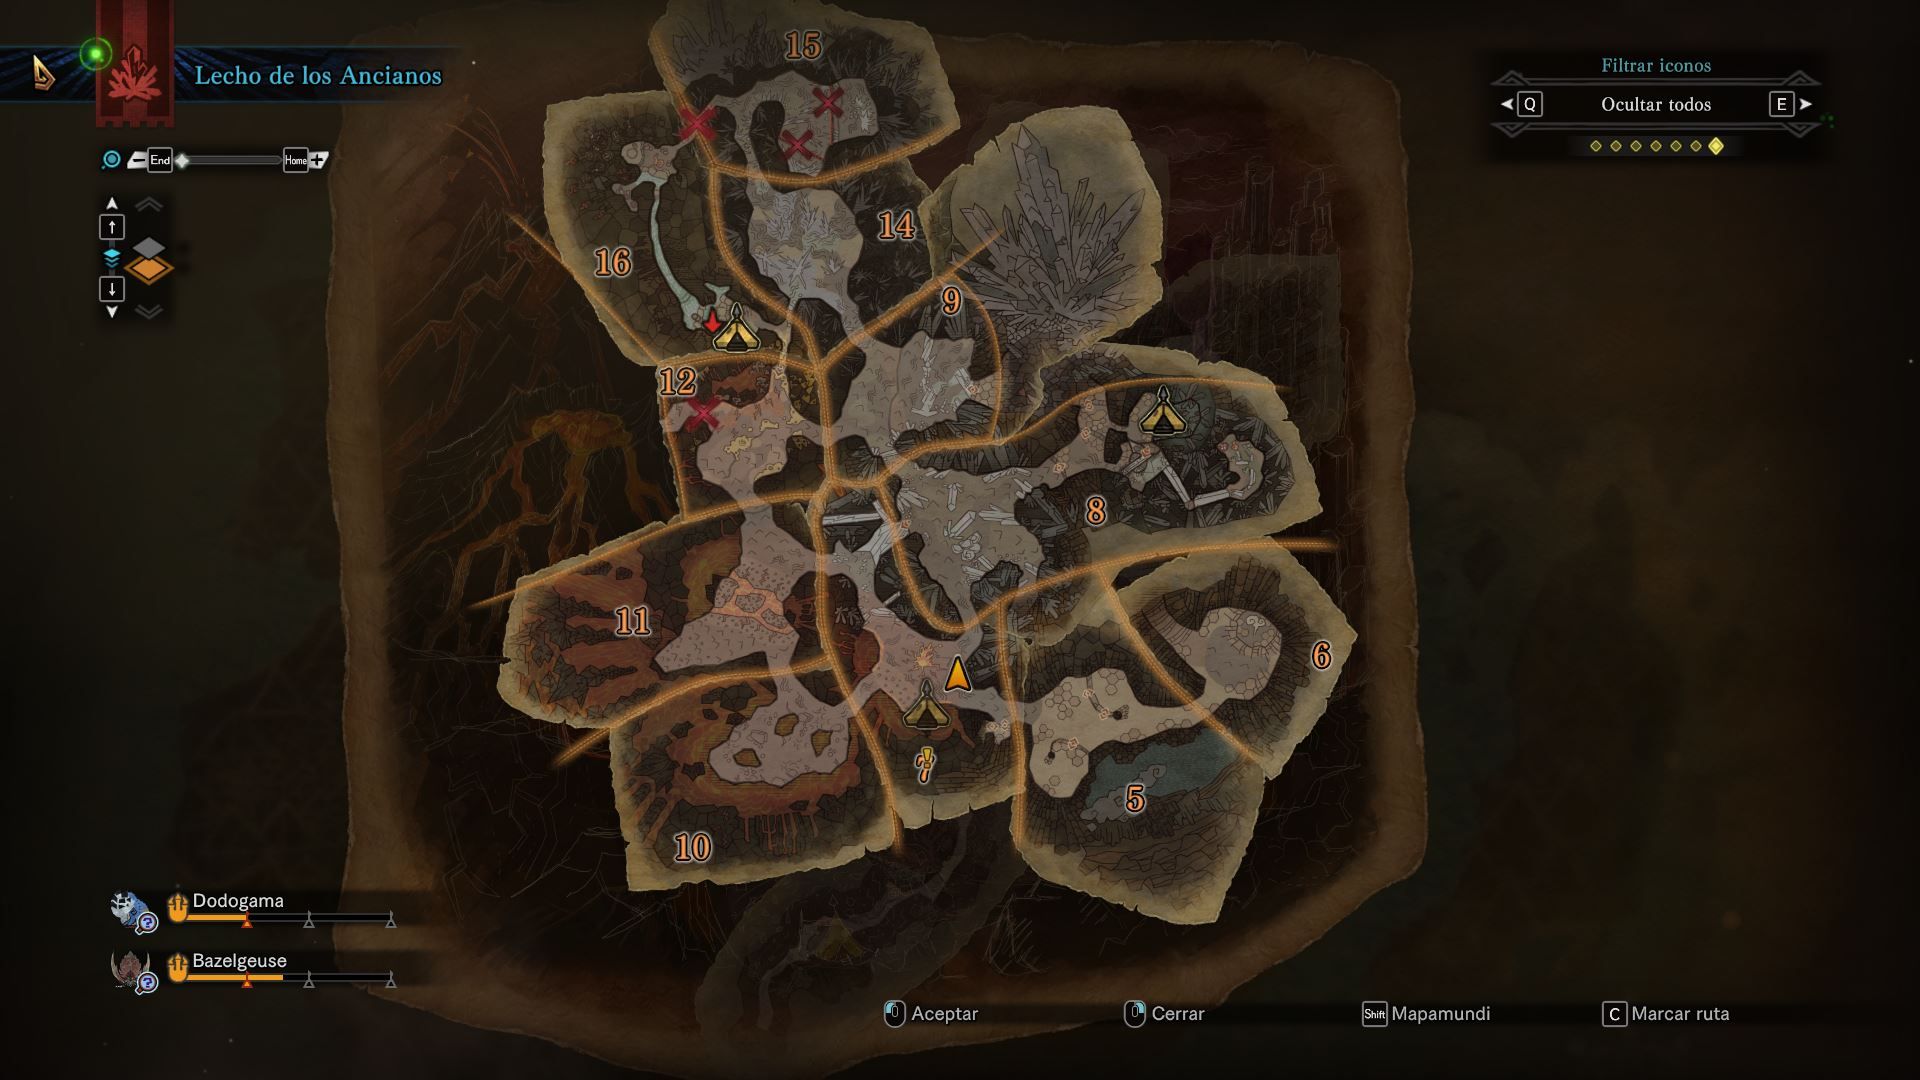 Lecho de los Ancianos
Filtrar iconos
Q Ocultar todos E
End Home
15
14
16
9
12
8
11
6
5
10
Dodogama
Bazelgeuse
Aceptar
Cerrar
Shift Mapamundi
C Marcar ruta